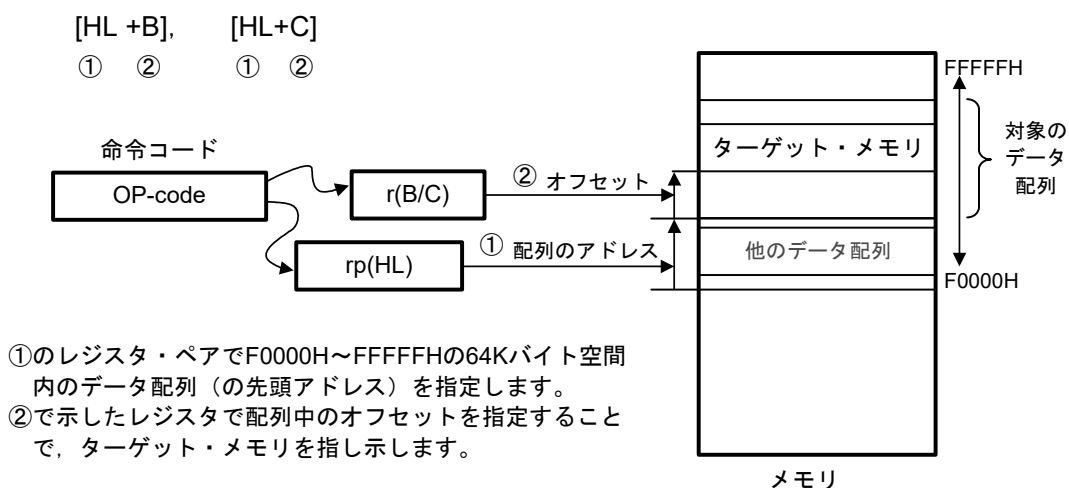 [HL +B], [HL+C]
① ② ① ②
FFFFFH
対象の
データ
配列
命令コード
ターゲット・メモリ
OP-code
r(B/C)
② オフセット
① 配列のアドレス
他のデータ配列
rp(HL)
F0000H
①のレジスタ・ペアでF0000H～FFFFFHの64Kバイト空間
内のデータ配列（の先頭アドレス）を指定します。
②で示したレジスタで配列中のオフセットを指定すること
で，ターゲット・メモリを指し示します。
メモリ